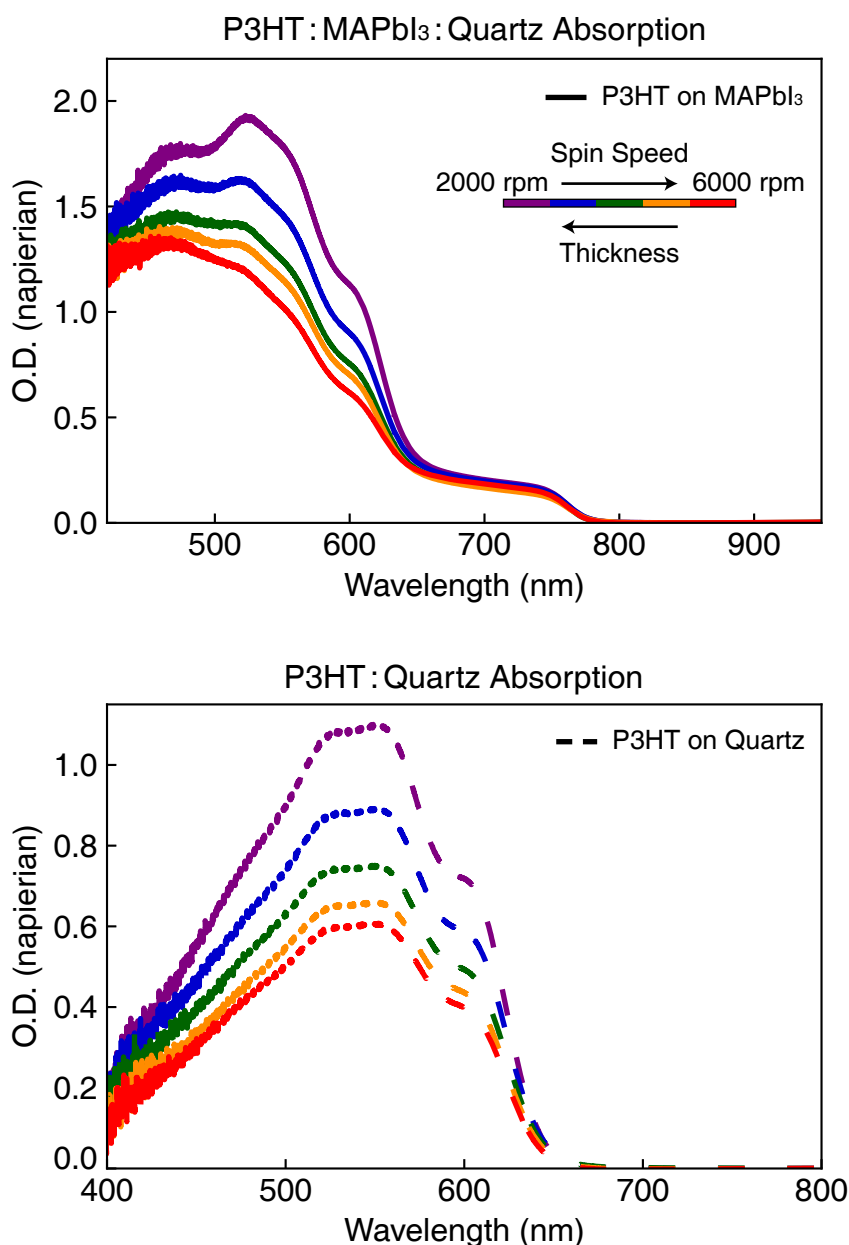 P3HT : MAPbI₃ : Quartz Absorption
2.0
1.5
1.0
0.5
0.0
O.D. (napierian)
P3HT on MAPbI₃
Spin Speed
2000 rpm 6000 rpm
Thickness
500 600 700 800 900
Wavelength (nm)
P3HT : Quartz Absorption
1.0
0.8
0.6
0.4
0.2
0.0
O.D. (napierian)
P3HT on Quartz
400 500 600 700 800
Wavelength (nm)